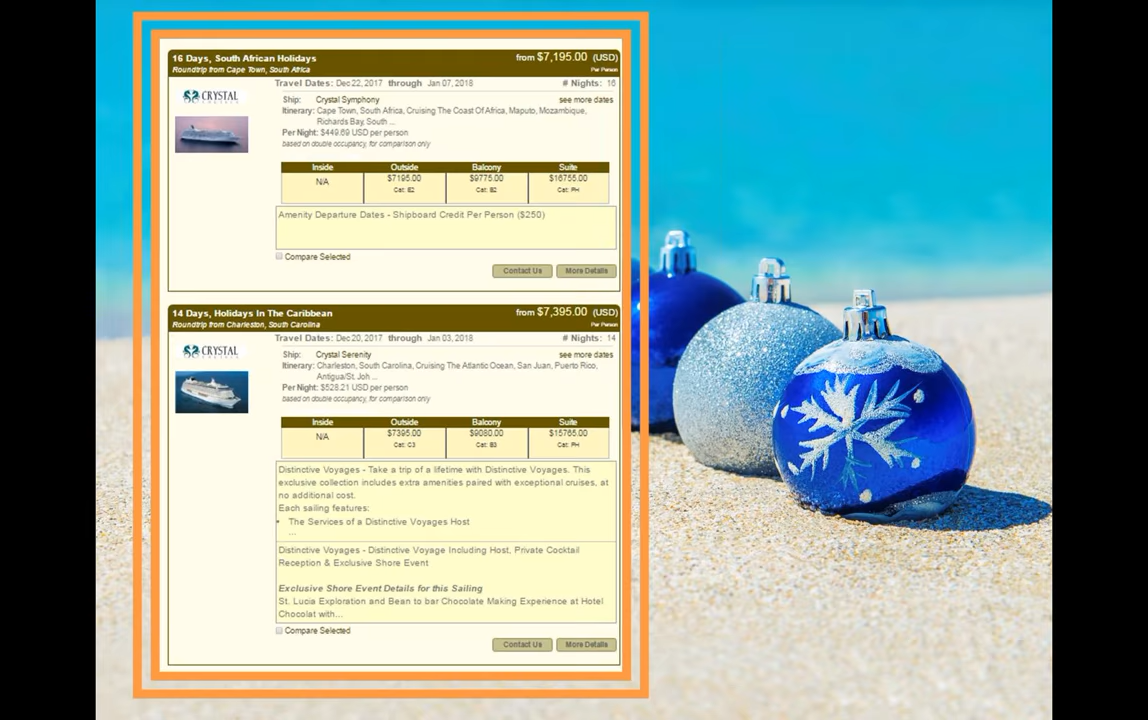 16 Days, South African Holidays
from $7,195.00 (USD)
Roundtrip from Cape Town, South Africa
Per Person
Travel Dates: Dec 22, 2017 through Jan 07, 2018
# Nights: 16
CRYSTAL
Ship: Crystal Symphony
see more dates
Itinerary: Cape Town, South Africa, Cruising The Coast Of Africa, Maputo, Mozambique,
Richards Bay, South ...
Per Night: $449.69 USD per person
based on double occupancy, for comparison only
Inside Outside Balcony Suite
N/A $7195.00 $9775.00 $16755.00
Cat: E2 Cat: B2 Cat: PH
Amenity Departure Dates - Shipboard Credit Per Person ($250)
Compare Selected
Contact Us More Details
14 Days, Holidays In The Caribbean
from $7,395.00 (USD)
Roundtrip from Charleston, South Carolina
Per Person
Travel Dates: Dec 20, 2017 through Jan 03, 2018
# Nights: 14
CRYSTAL
Ship: Crystal Serenity
see more dates
Itinerary: Charleston, South Carolina, Cruising The Atlantic Ocean, San Juan, Puerto Rico,
Antigua/St. Joh ...
Per Night: $528.21 USD per person
based on double occupancy, for comparison only
Inside Outside Balcony Suite
N/A $7395.00 $9080.00 $15765.00
Cat: C3 Cat: B3 Cat: PH
Distinctive Voyages - Take a trip of a lifetime with Distinctive Voyages. This
exclusive collection includes extra amenities paired with exceptional cruises, at
no additional cost.
Each sailing features:
• The Services of a Distinctive Voyages Host
...
Distinctive Voyages - Distinctive Voyage Including Host, Private Cocktail
Reception & Exclusive Shore Event
Exclusive Shore Event Details for this Sailing
St. Lucia Exploration and Bean to bar Chocolate Making Experience at Hotel
Chocolat with...
Compare Selected
Contact Us More Details